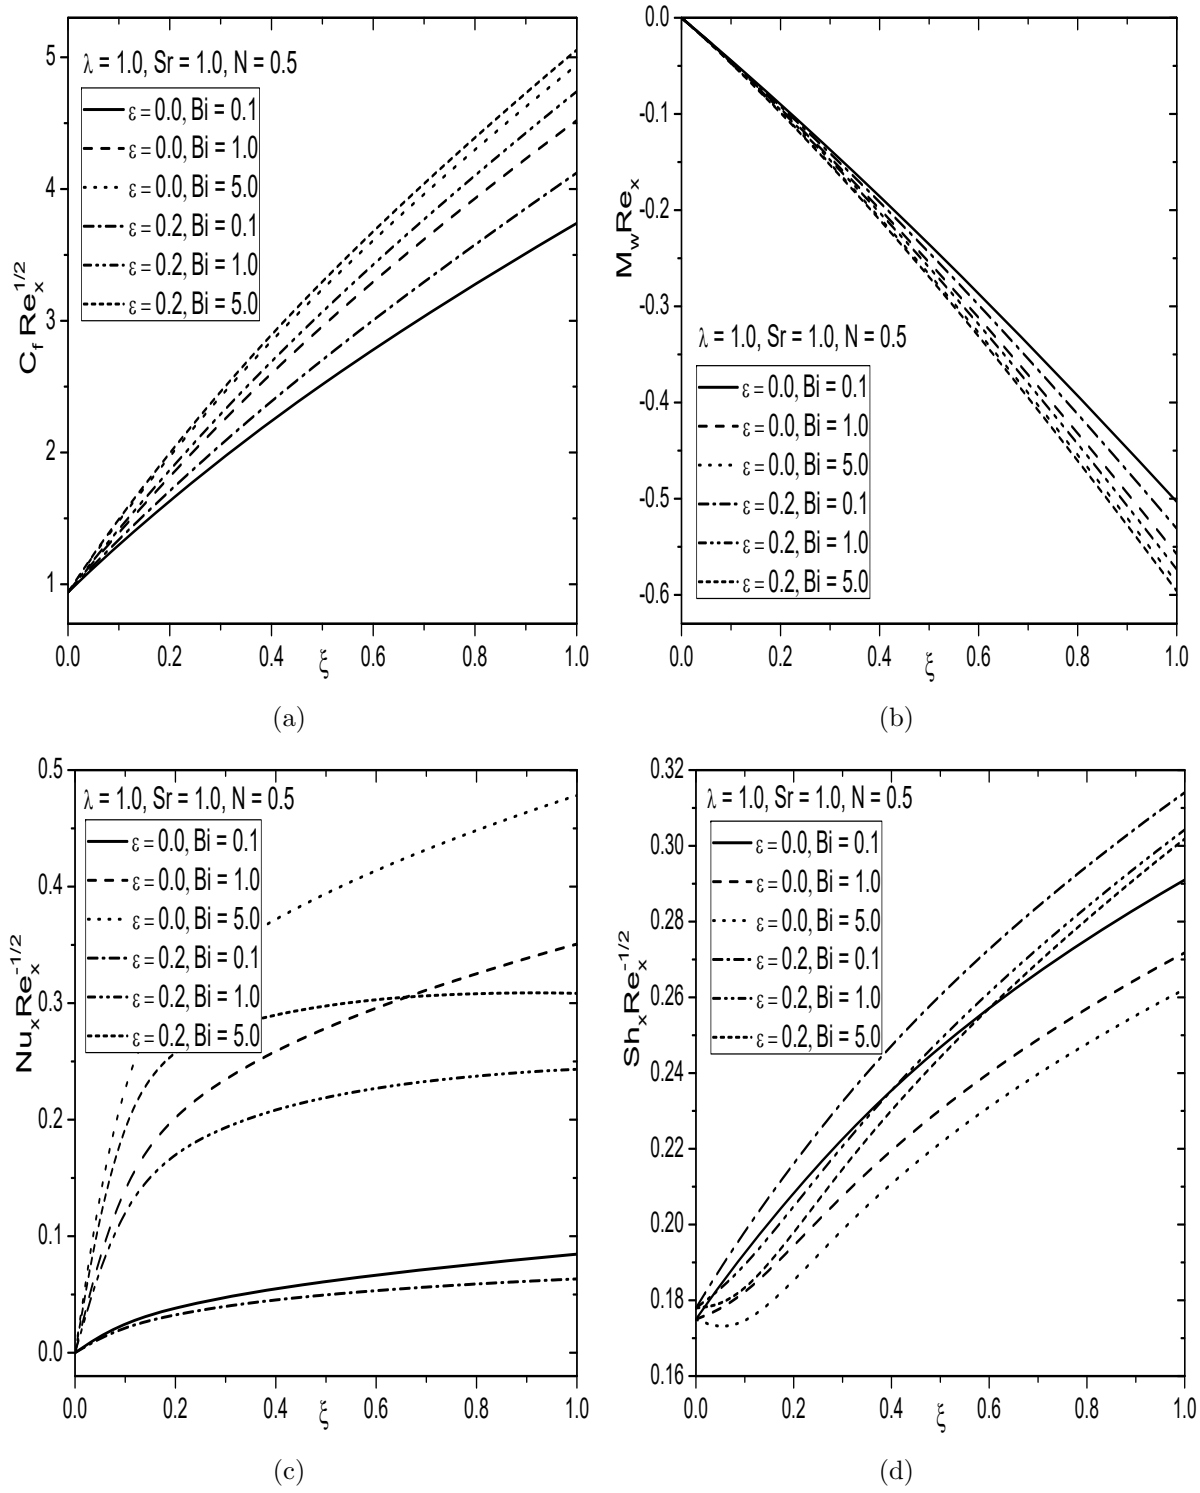 λ = 1.0, Sr = 1.0, N = 0.5
ε = 0.0, Bi = 0.1
ε = 0.0, Bi = 1.0
ε = 0.0, Bi = 5.0
ε = 0.2, Bi = 0.1
ε = 0.2, Bi = 1.0
ε = 0.2, Bi = 5.0
C_f Re_x^1/2
5
4
3
2
1
0.0 0.2 0.4 0.6 0.8 1.0
ξ
(a)
λ = 1.0, Sr = 1.0, N = 0.5
ε = 0.0, Bi = 0.1
ε = 0.0, Bi = 1.0
ε = 0.0, Bi = 5.0
ε = 0.2, Bi = 0.1
ε = 0.2, Bi = 1.0
ε = 0.2, Bi = 5.0
M_w Re_x
0.0
-0.1
-0.2
-0.3
-0.4
-0.5
-0.6
0.0 0.2 0.4 0.6 0.8 1.0
ξ
(b)
λ = 1.0, Sr = 1.0, N = 0.5
ε = 0.0, Bi = 0.1
ε = 0.0, Bi = 1.0
ε = 0.0, Bi = 5.0
ε = 0.2, Bi = 0.1
ε = 0.2, Bi = 1.0
ε = 0.2, Bi = 5.0
Nu_x Re_x^-1/2
0.5
0.4
0.3
0.2
0.1
0.0
0.0 0.2 0.4 0.6 0.8 1.0
ξ
(c)
λ = 1.0, Sr = 1.0, N = 0.5
ε = 0.0, Bi = 0.1
ε = 0.0, Bi = 1.0
ε = 0.0, Bi = 5.0
ε = 0.2, Bi = 0.1
ε = 0.2, Bi = 1.0
ε = 0.2, Bi = 5.0
Sh_x Re_x^-1/2
0.32
0.30
0.28
0.26
0.24
0.22
0.20
0.18
0.16
0.0 0.2 0.4 0.6 0.8 1.0
ξ
(d)